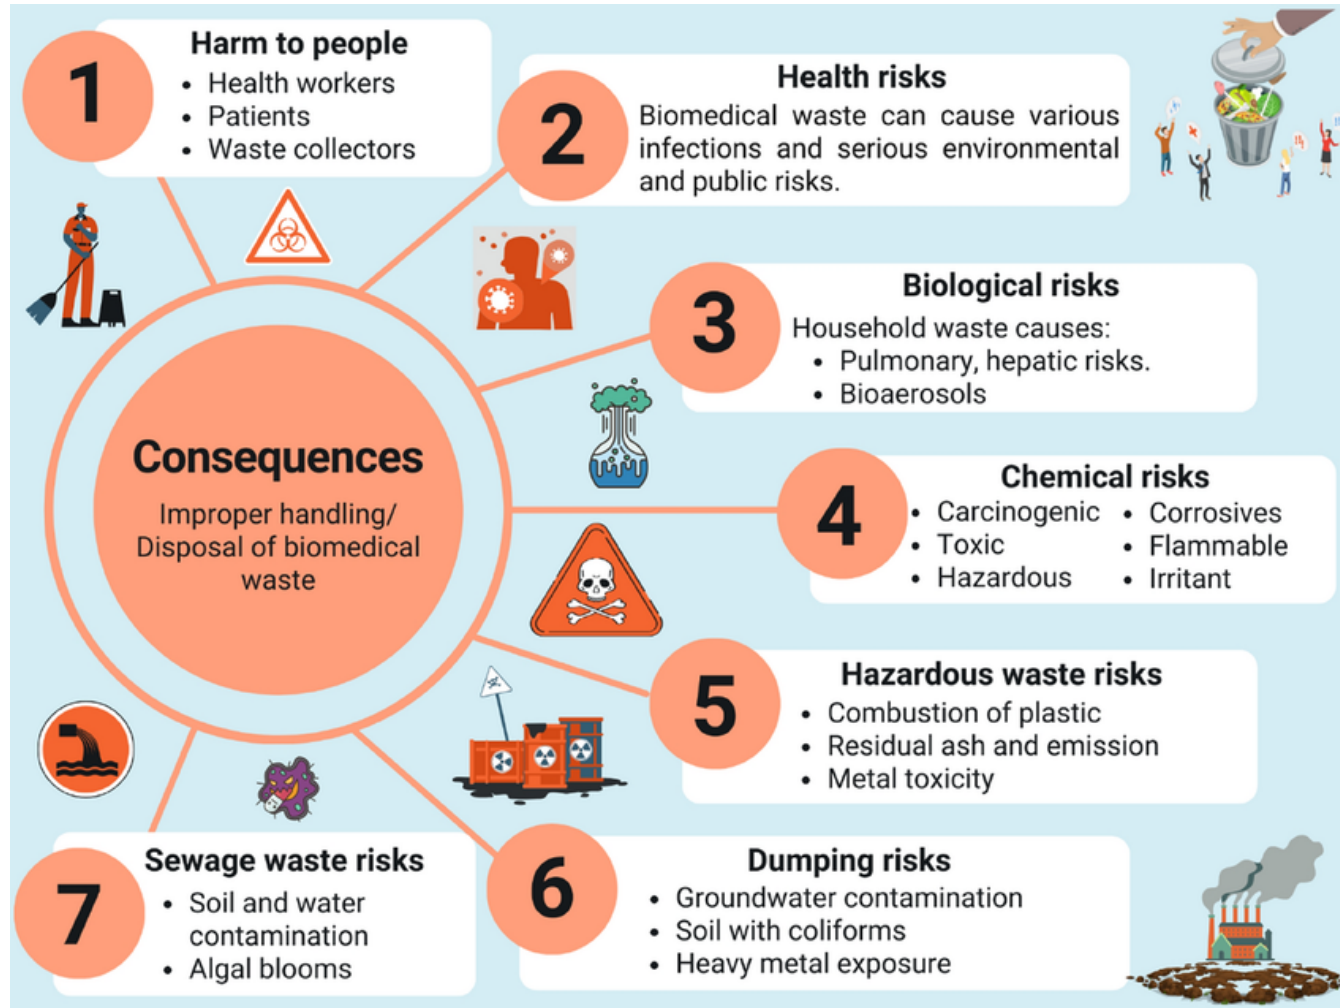 1
Harm to people
• Health workers
• Patients
• Waste collectors
2
Health risks
Biomedical waste can cause various
infections and serious environmental
and public risks.
3
Biological risks
Household waste causes:
• Pulmonary, hepatic risks.
• Bioaerosols
Consequences
Improper handling/
Disposal of biomedical
waste
4
Chemical risks
• Carcinogenic
• Toxic
• Hazardous
• Corrosives
• Flammable
• Irritant
5
Hazardous waste risks
• Combustion of plastic
• Residual ash and emission
• Metal toxicity
6
Dumping risks
• Groundwater contamination
• Soil with coliforms
• Heavy metal exposure
7
Sewage waste risks
• Soil and water
contamination
• Algal blooms